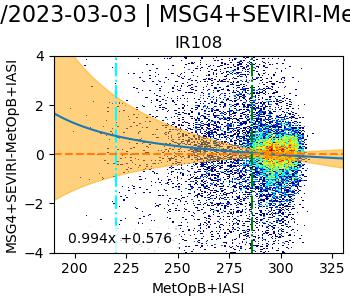 /2023-03-03 | MSG4+SEVIRI-Me
IR108
MSG4+SEVIRI-MetOpB+IASI
4
2
0
−2
−4
0.994x +0.576
200
225
250
275
300
325
MetOpB+IASI